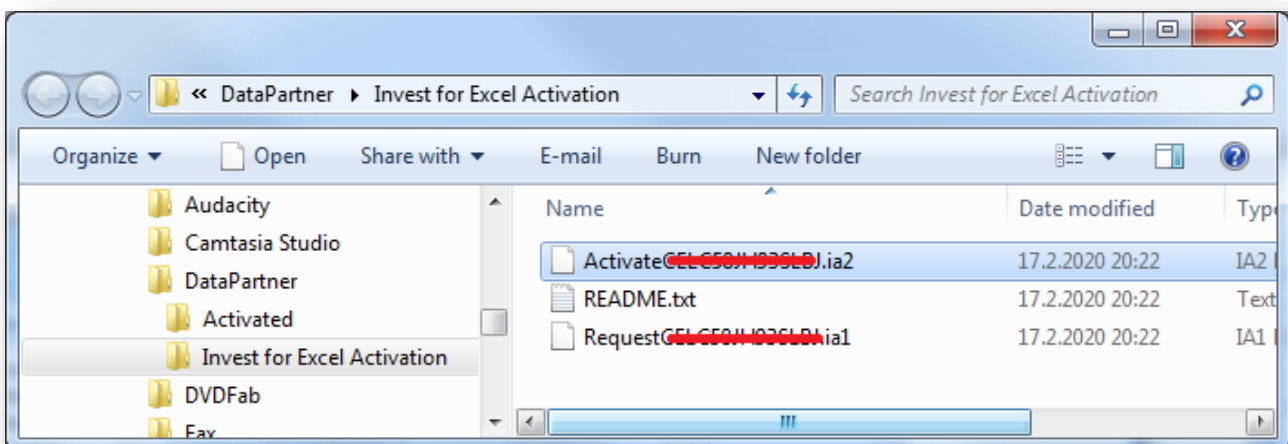 « DataPartner ▸ Invest for Excel Activation
Search Invest for Excel Activation
Organize Open Share with E-mail Burn New folder
Audacity
Camtasia Studio
DataPartner
Activated
Invest for Excel Activation
DVDFab
Fax
Name Date modified
.ia2 17.2.2020 20:22 IA2
README.txt 17.2.2020 20:22 Text
ia1 17.2.2020 20:22 IA1